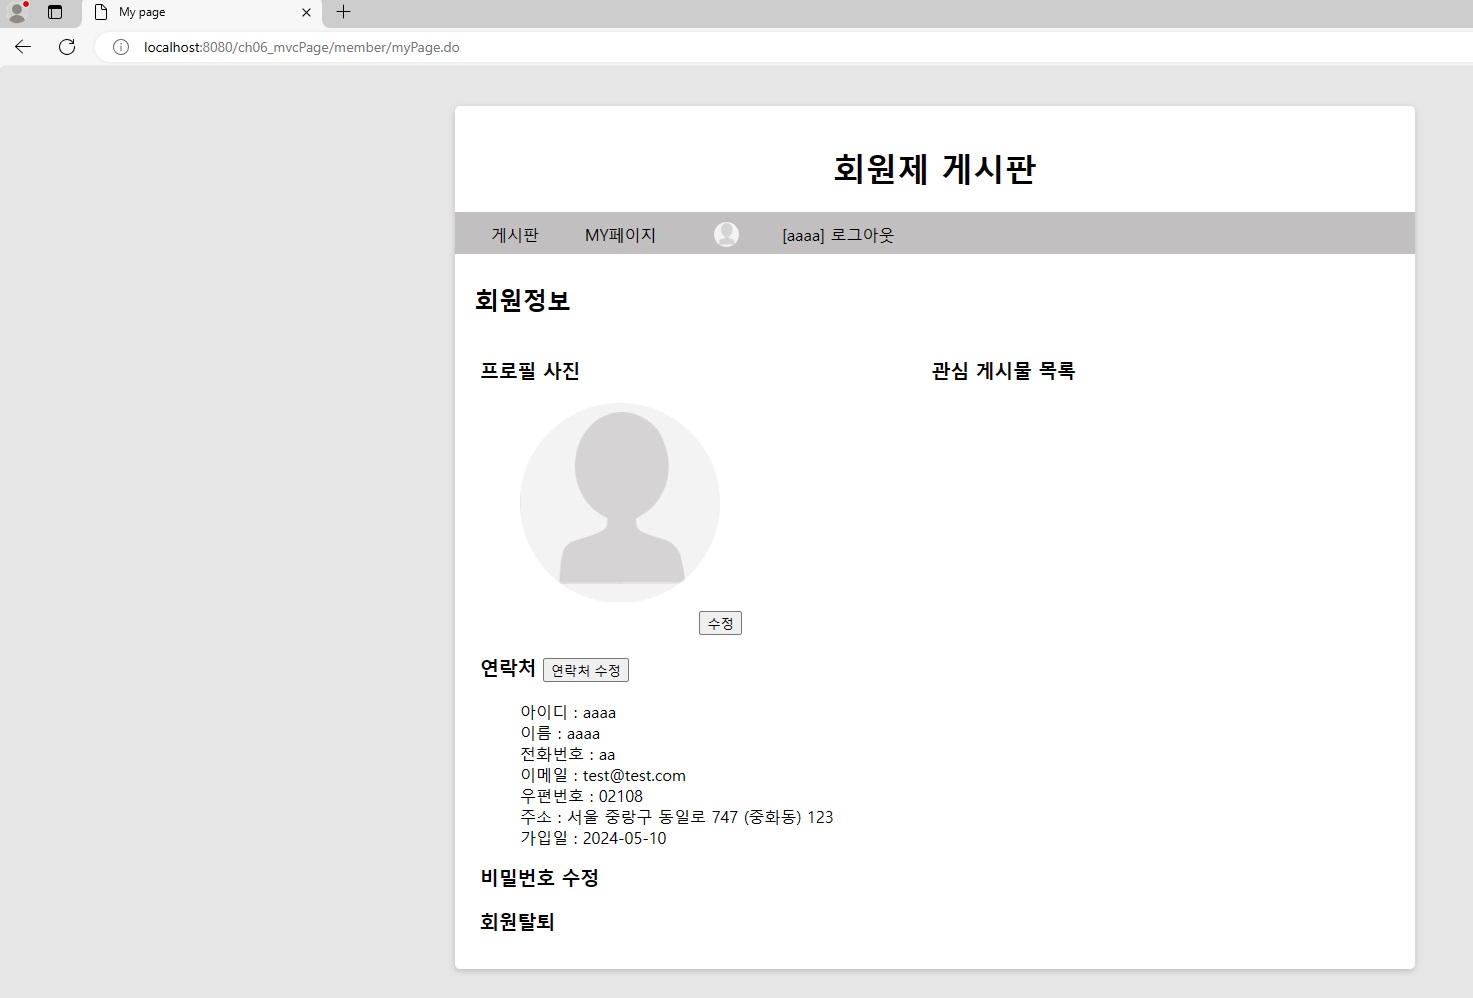 My page
localhost:8080/ch06_mvcPage/member/myPage.do
회원제 게시판
게시판 MY페이지 [aaaa] 로그아웃
회원정보
프로필 사진
수정
연락처 연락처 수정
아이디 : aaaa
이름 : aaaa
전화번호 : aa
이메일 : test@test.com
우편번호 : 02108
주소 : 서울 중랑구 동일로 747 (중화동) 123
가입일 : 2024-05-10
비밀번호 수정
회원탈퇴
관심 게시물 목록